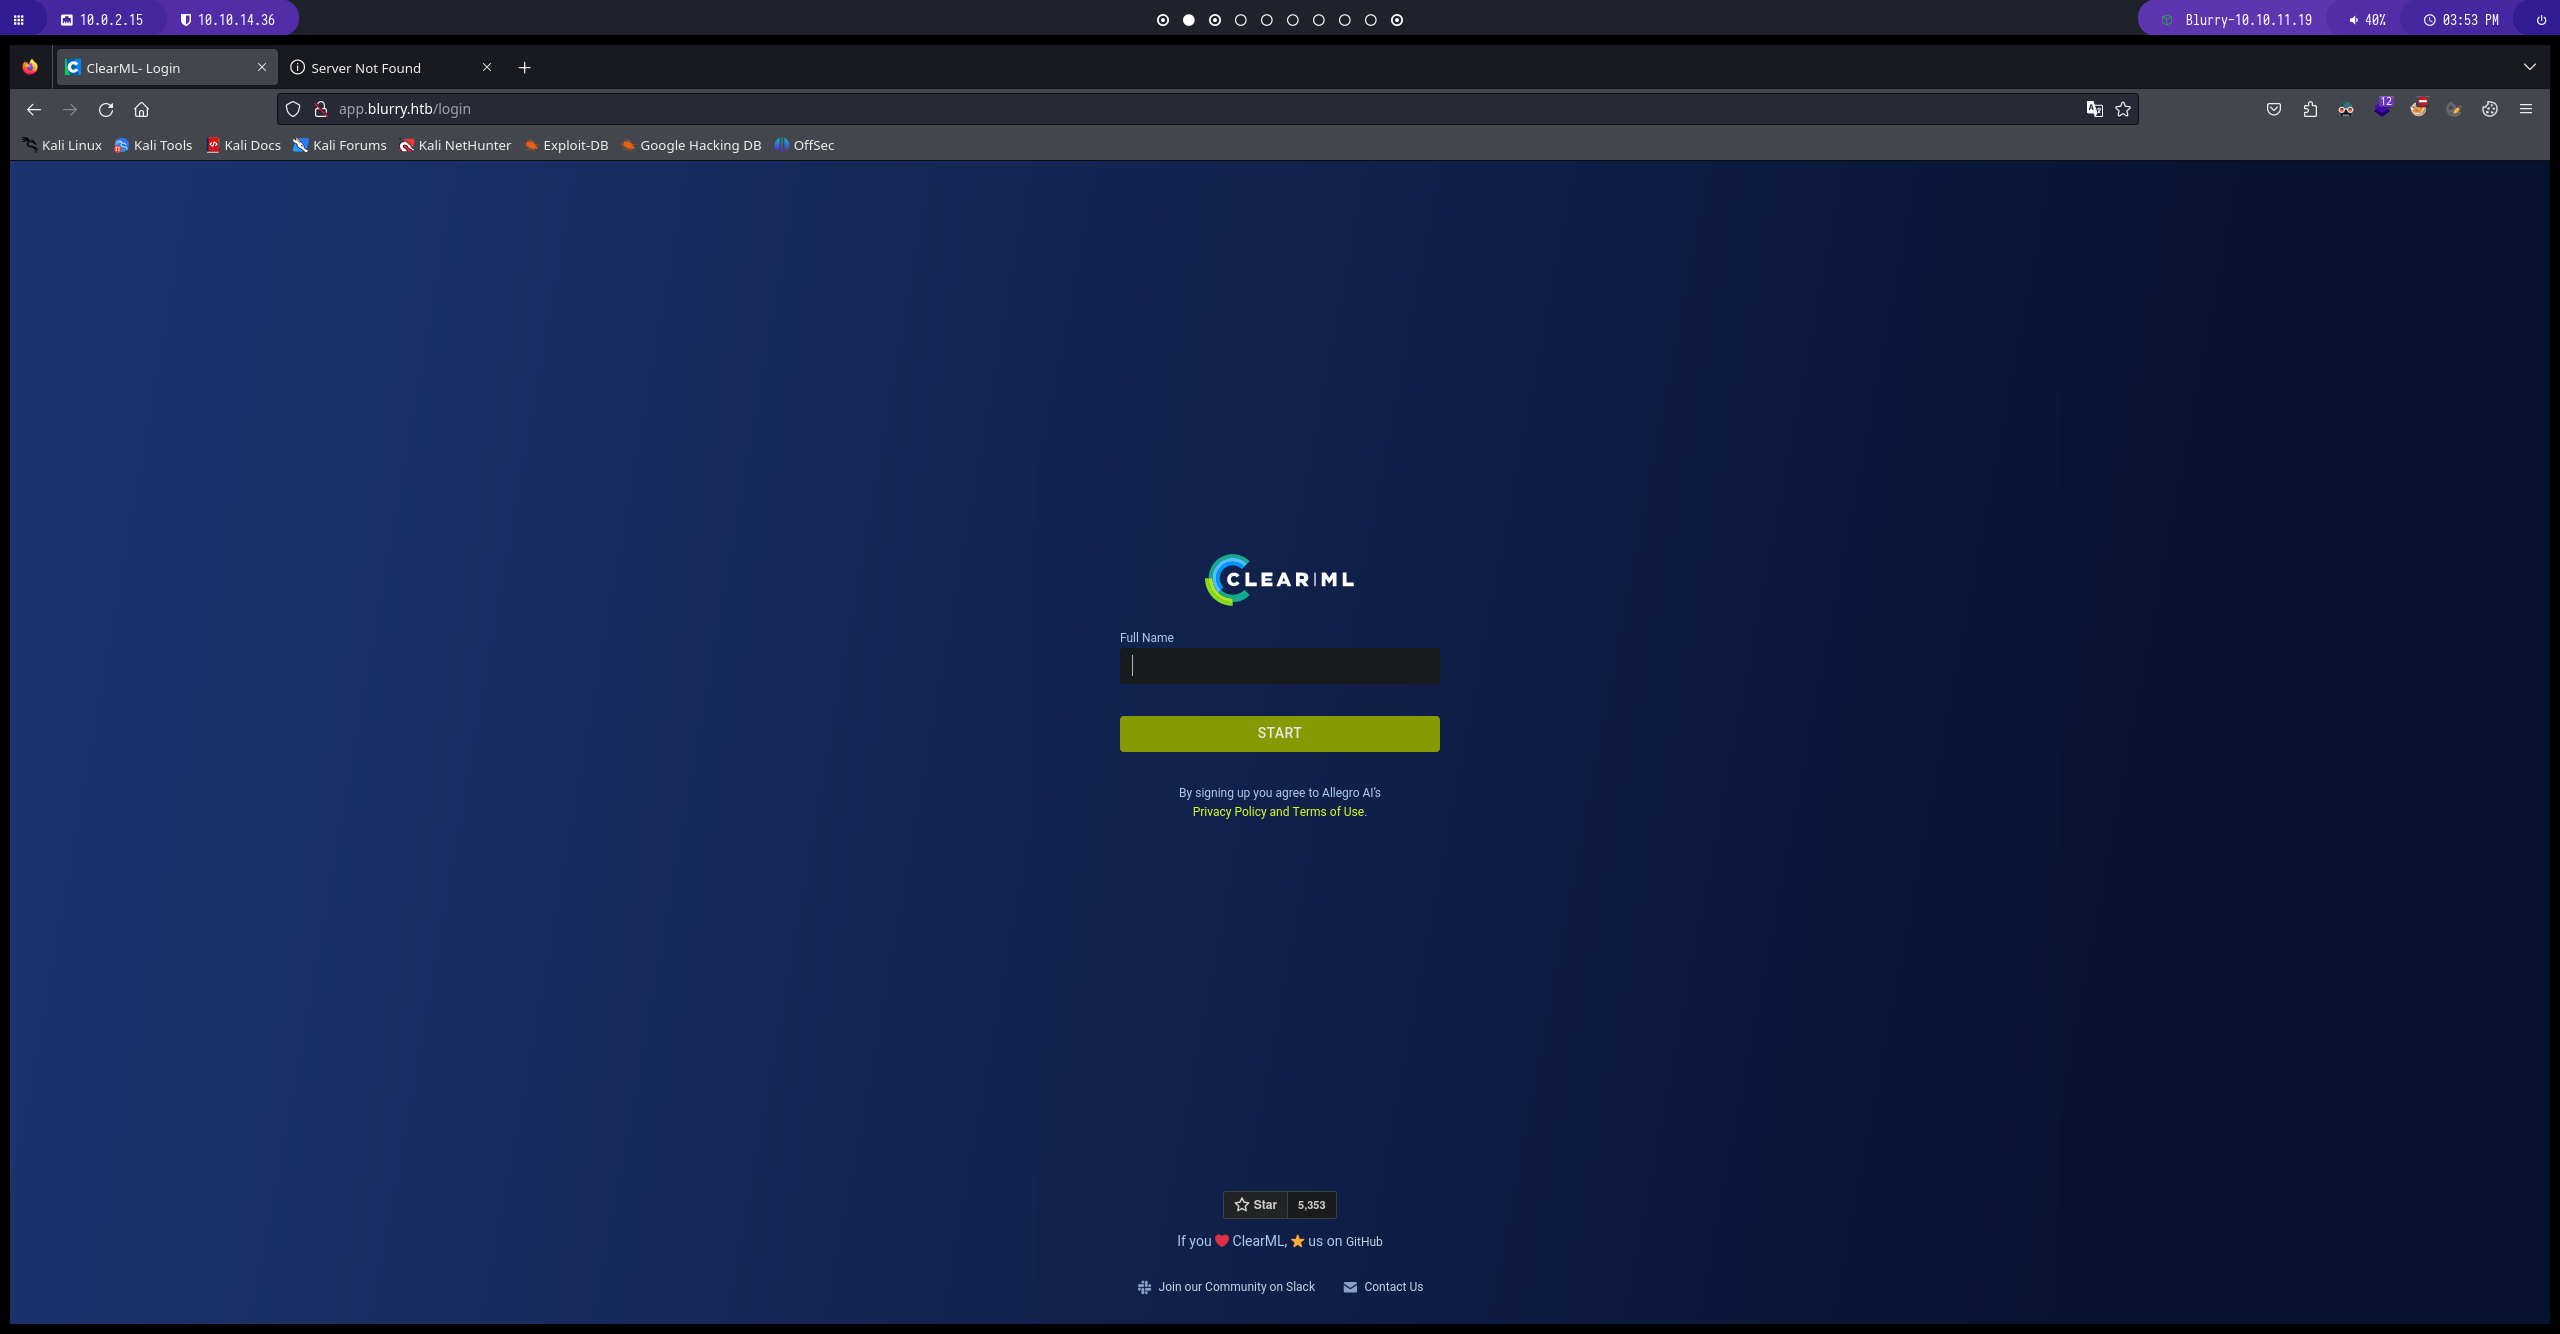 10.0.2.15 10.10.14.36 Blurry-10.10.11.19 40% 03:53 PM
ClearML- Login Server Not Found
app.blurry.htb/login 12
Kali Linux Kali Tools Kali Docs Kali Forums Kali NetHunter Exploit-DB Google Hacking DB OffSec
CLEAR|ML
Full Name
START
By signing up you agree to Allegro AI's
Privacy Policy and Terms of Use.
Star 5,353
If you ❤ ClearML, ⭐ us on GitHub
Join our Community on Slack Contact Us